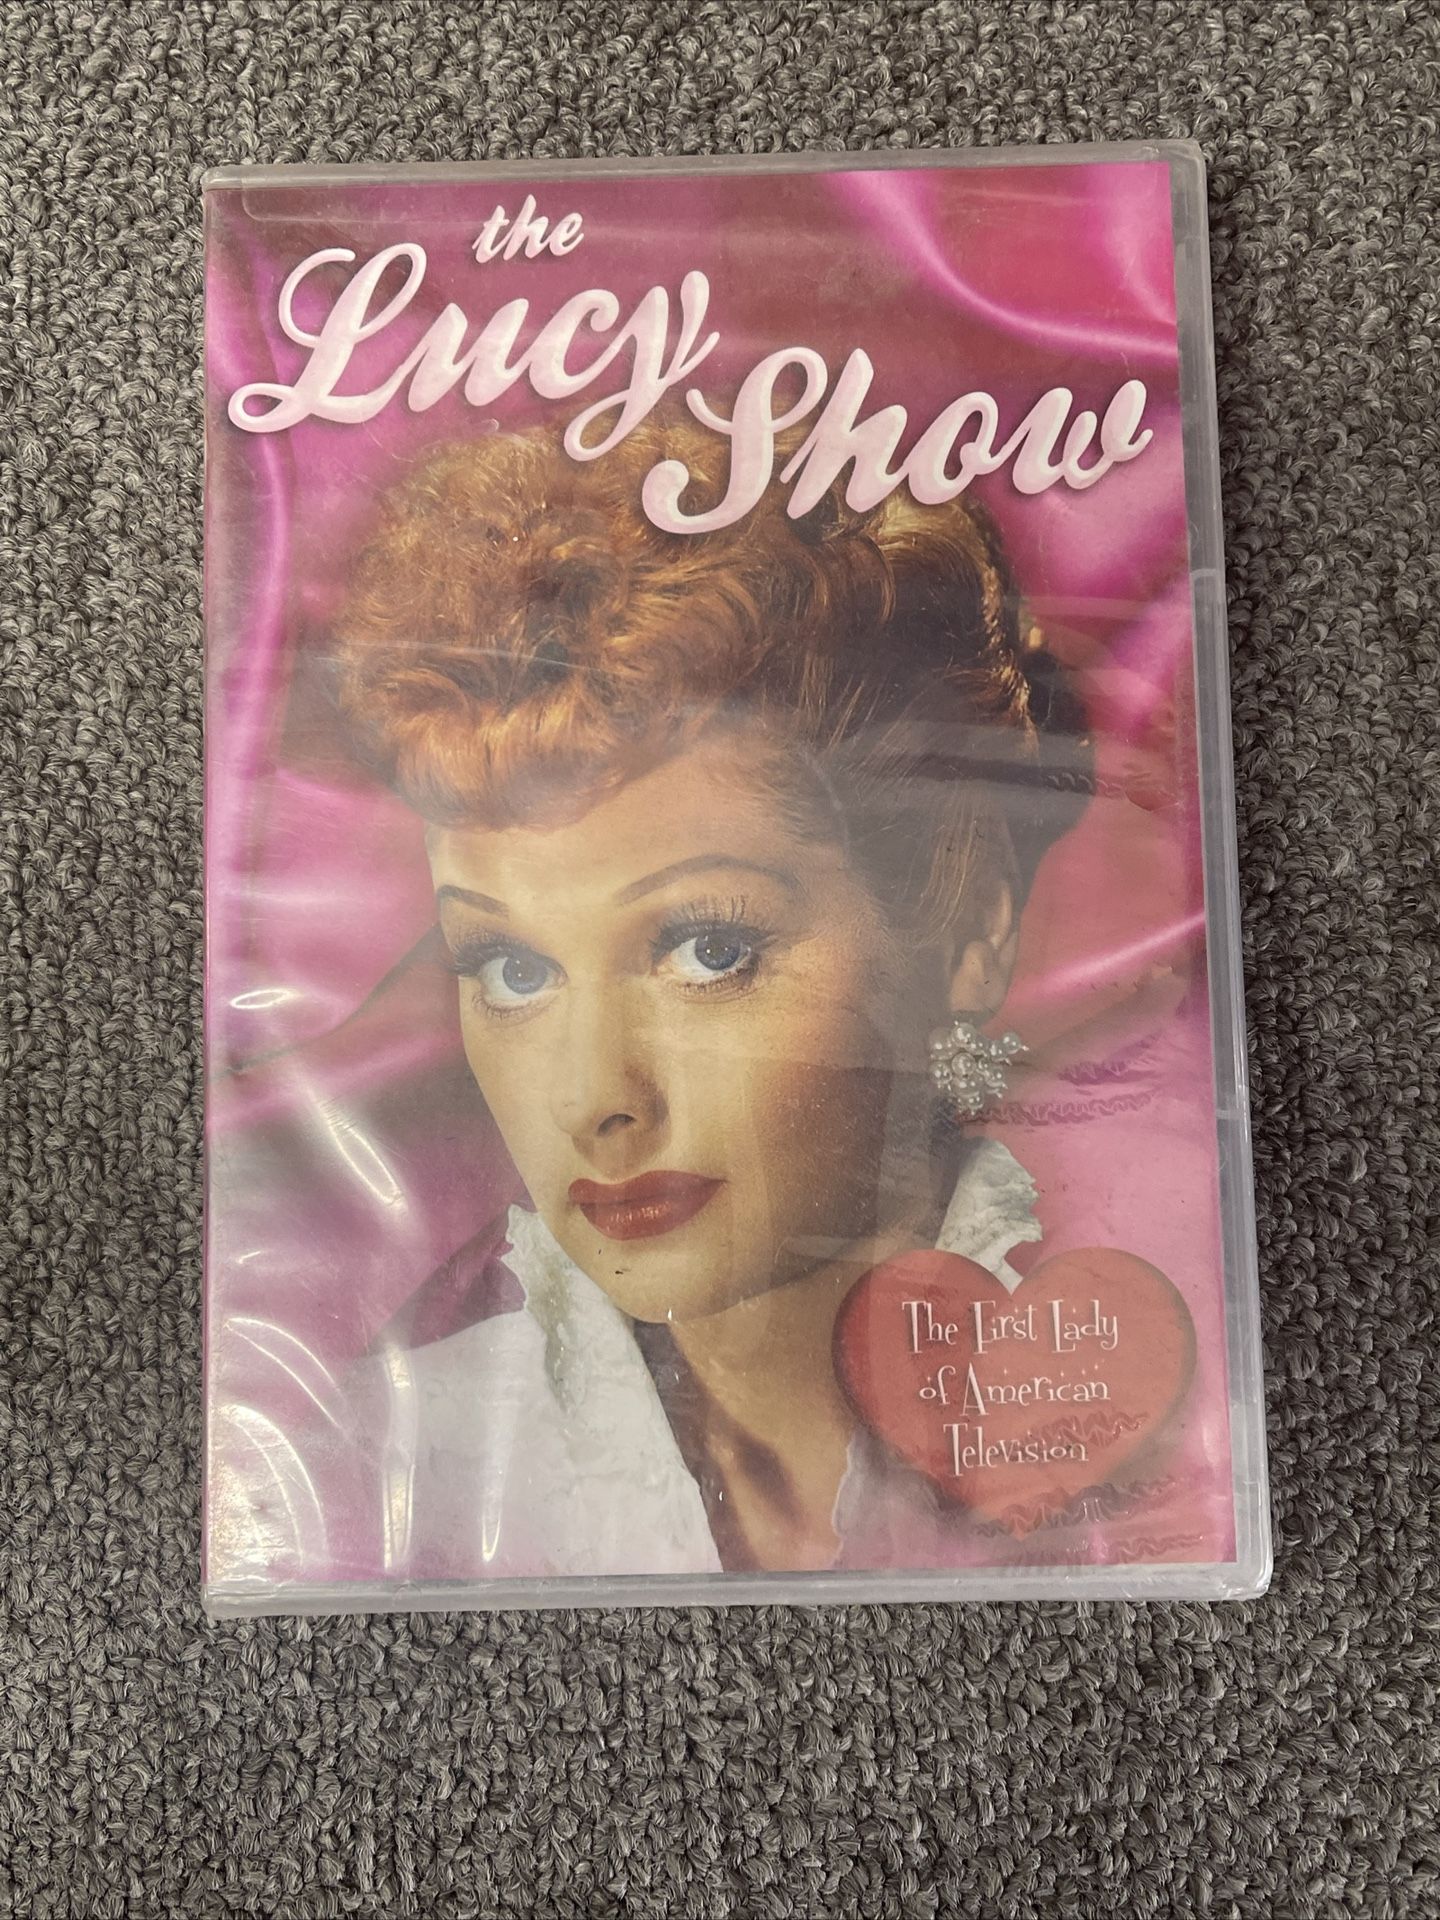 the
Lucy
Show
The First Lady
of American
Television